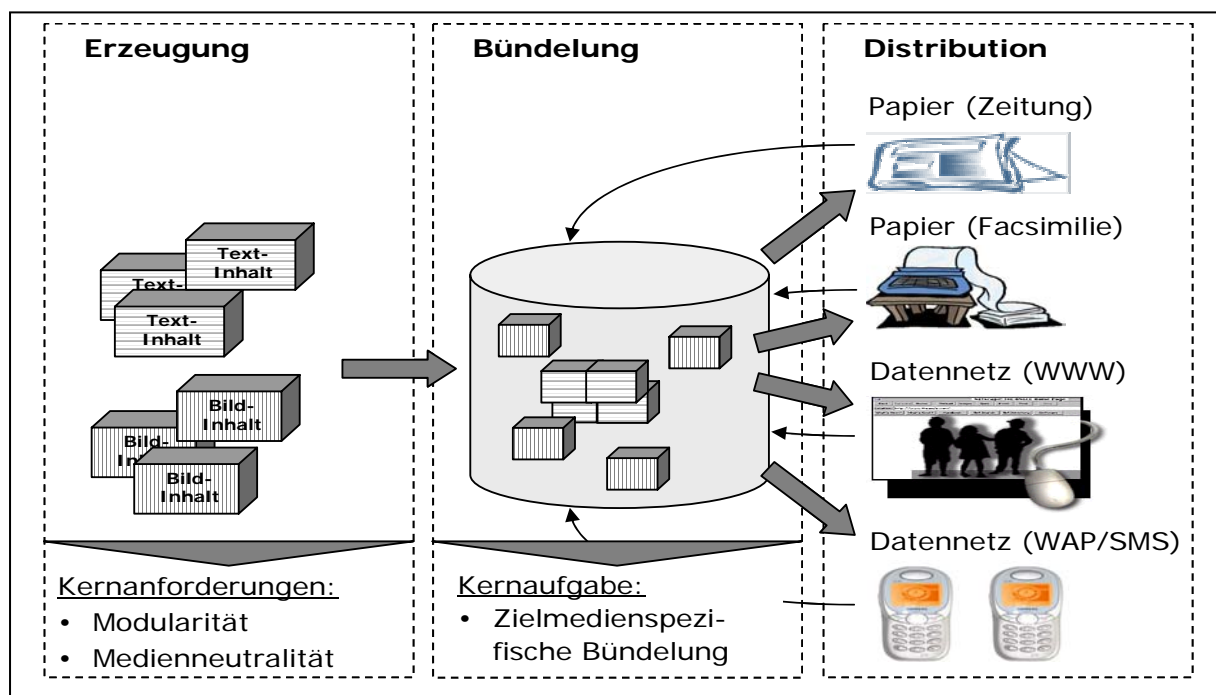 Erzeugung
Text-
Inhalt
Text-
Text-
Inhalt
Bild-
Inhalt
Bild-
Bild-
Inhalt
Kernanforderungen:
• Modularität
• Medienneutralität
Bündelung
Kernaufgabe:
• Zielmedienspezi-
fische Bündelung
Distribution
Papier (Zeitung)
Papier (Facsimilie)
Datennetz (WWW)
Datennetz (WAP/SMS)